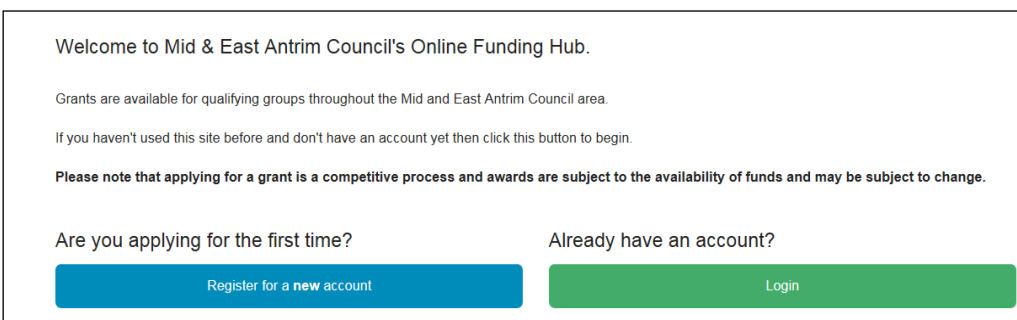 Welcome to Mid & East Antrim Council's Online Funding Hub.
Grants are available for qualifying groups throughout the Mid and East Antrim Council area.
If you haven't used this site before and don't have an account yet then click this button to begin.
Please note that applying for a grant is a competitive process and awards are subject to the availability of funds and may be subject to change.
Are you applying for the first time?
Register for a new account
Already have an account?
Login